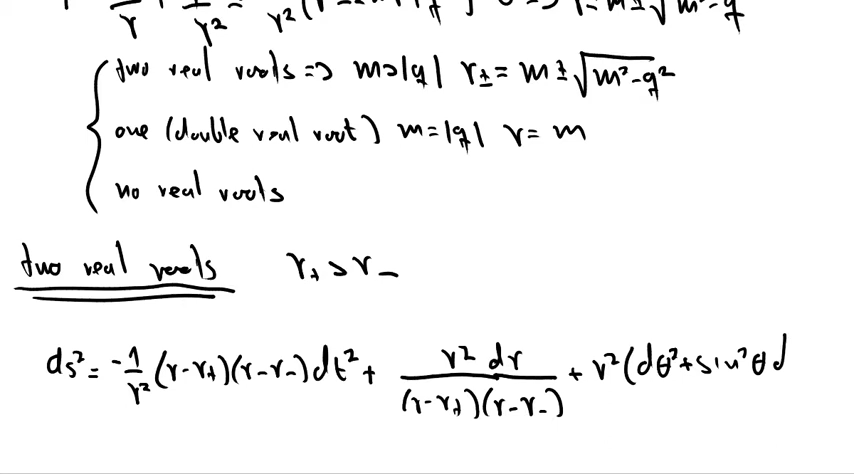 two real roots => m>|q| r± = m ± √(m²-q²)
one (double real root) m=|q| r = m
no real roots
two real roots r₊ > r₋
ds² = -1/r² (r-r₊)(r-r₋)dt² + r² dr/((r-r₊)(r-r₋)) + r²(dθ²+sin²θ d